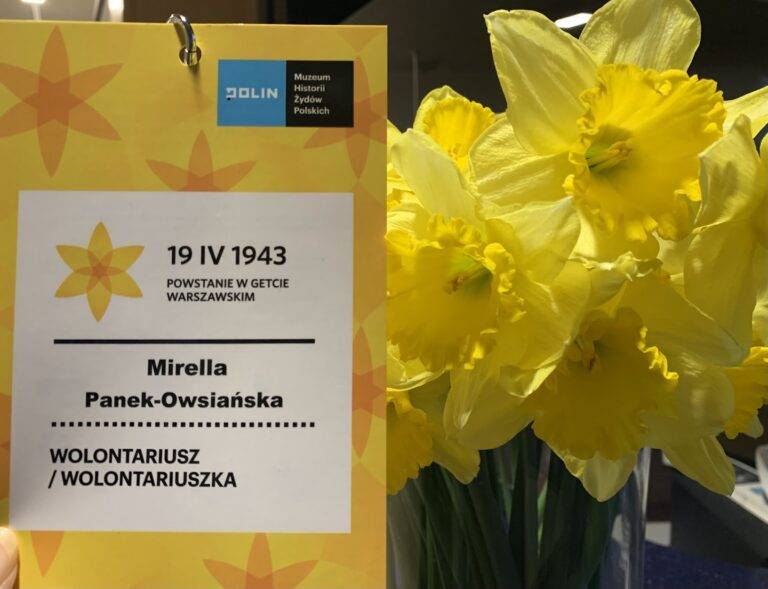 POLIN
Muzeum
Historii
Żydów
Polskich
19 IV 1943
POWSTANIE W GETCIE
WARSZAWSKIM
Mirella
Panek-Owsiańska
WOLONTARIUSZ
/ WOLONTARIUSZKA